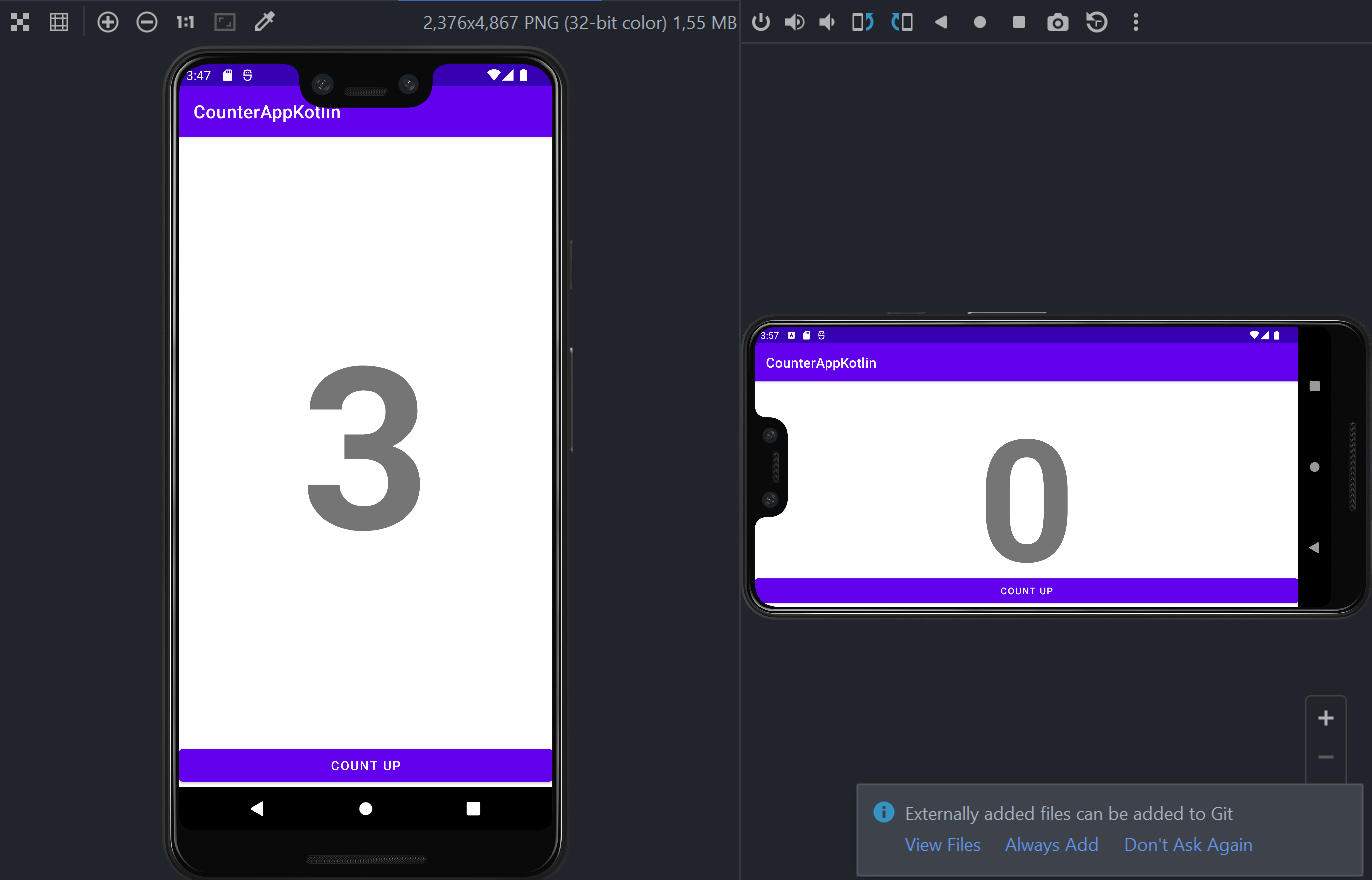 1:1
2,376x4,867 PNG (32-bit color) 1,55 MB
3:47
CounterAppKotlin
3
COUNT UP
3:57
CounterAppKotlin
0
COUNT UP
Externally added files can be added to Git
View Files Always Add Don't Ask Again